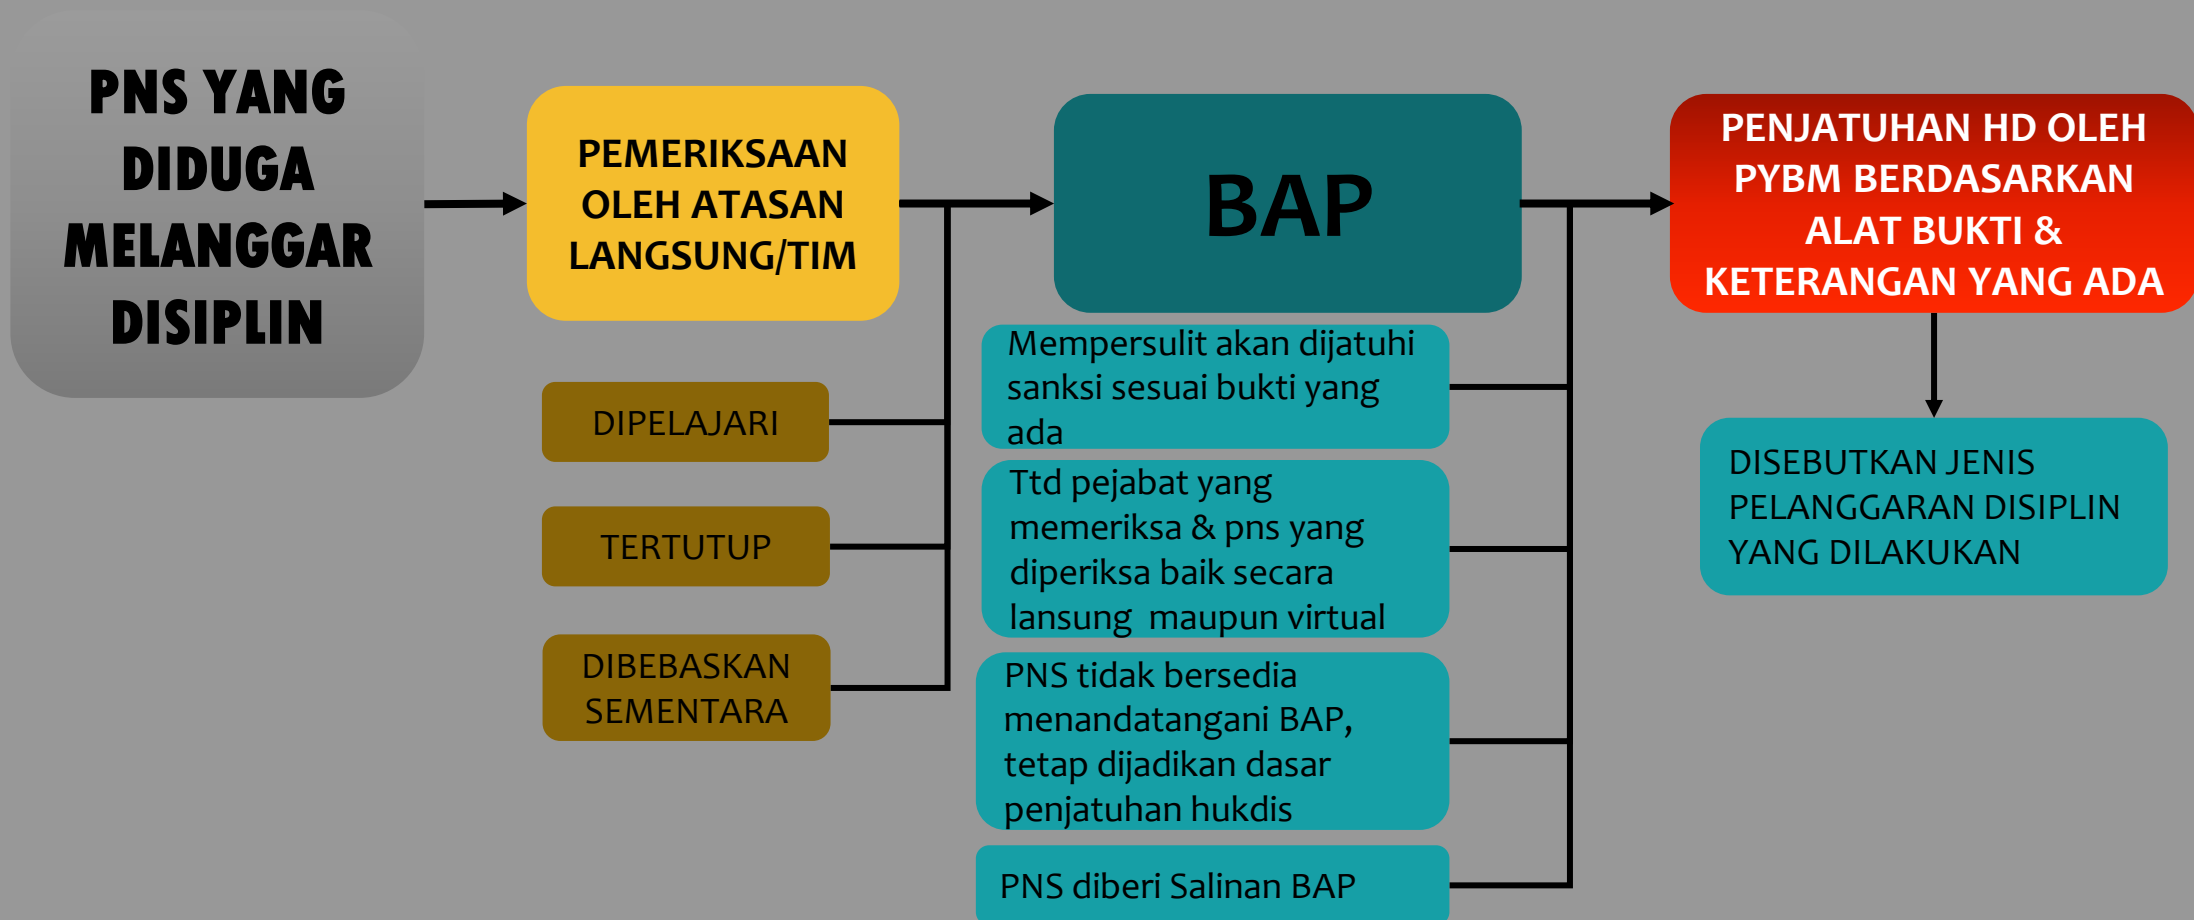 PNS YANG
DIDUGA
MELANGGAR
DISIPLIN
PEMERIKSAAN
OLEH ATASAN
LANGSUNG/TIM
DIPELAJARI
TERTUTUP
DIBEBASKAN
SEMENTARA
BAP
Mempersulit akan dijatuhi
sanksi sesuai bukti yang
ada
Ttd pejabat yang
memeriksa & pns yang
diperiksa baik secara
lansung maupun virtual
PNS tidak bersedia
menandatangani BAP,
tetap dijadikan dasar
penjatuhan hukdis
PNS diberi Salinan BAP
PENJATUHAN HD OLEH
PYBM BERDASARKAN
ALAT BUKTI &
KETERANGAN YANG ADA
DISEBUTKAN JENIS
PELANGGARAN DISIPLIN
YANG DILAKUKAN